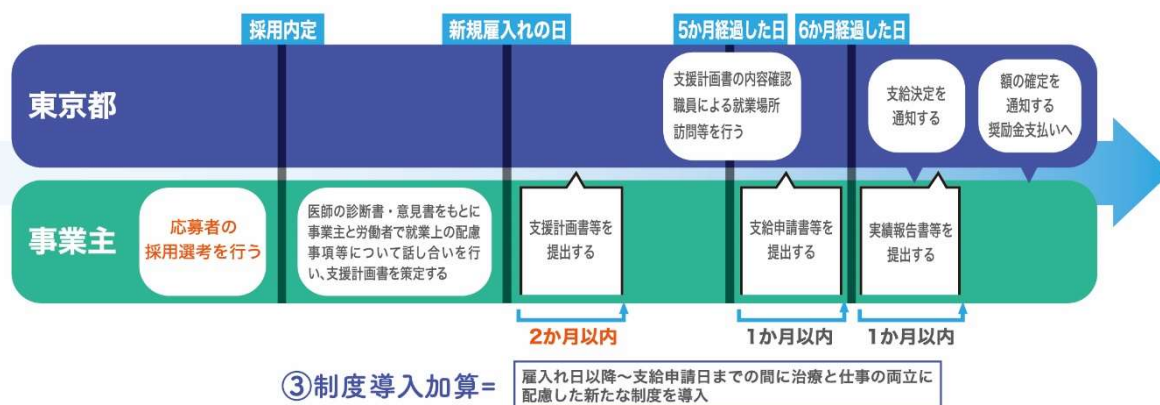 採用内定
新規雇入れの日
5か月経過した日
6か月経過した日
東京都
支援計画書の内容確認
職員による就業場所
訪問等を行う
支給決定を
通知する
額の確定を
通知する
奨励金支払いへ
事業主
応募者の
採用選考を行う
医師の診断書・意見書をもとに
事業主と労働者で就業上の配慮
事項等について話し合いを行
い、支援計画書を策定する
支援計画書等を
提出する
支給申請書等を
提出する
実績報告書等を
提出する
2か月以内
1か月以内
1か月以内
③制度導入加算=
雇入れ日以降～支給申請日までの間に治療と仕事の両立に
配慮した新たな制度を導入